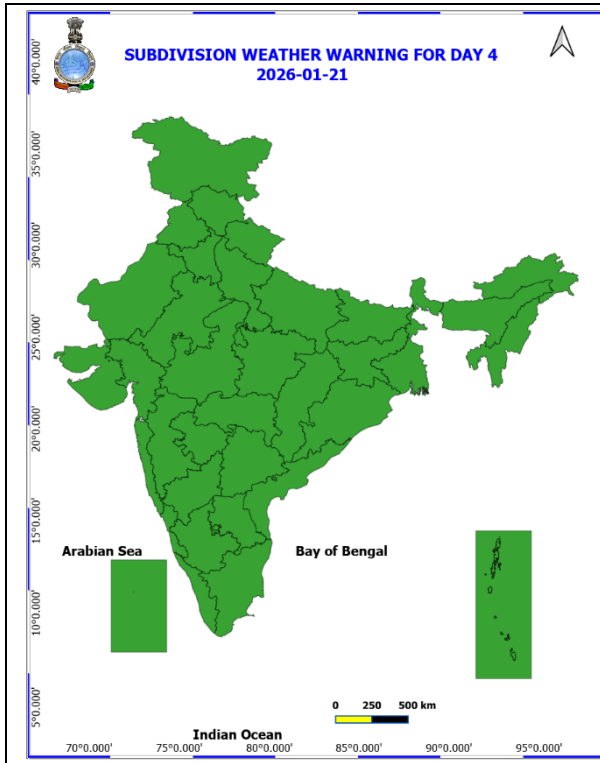 SUBDIVISION WEATHER WARNING FOR DAY 4
2026-01-21
40°0.000'
35°0.000'
30°0.000'
25°0.000'
20°0.000'
15°0.000'
10°0.000'
5°0.000'
Arabian Sea
Bay of Bengal
0 250 500 km
Indian Ocean
70°0.000' 75°0.000' 80°0.000' 85°0.000' 90°0.000' 95°0.000'